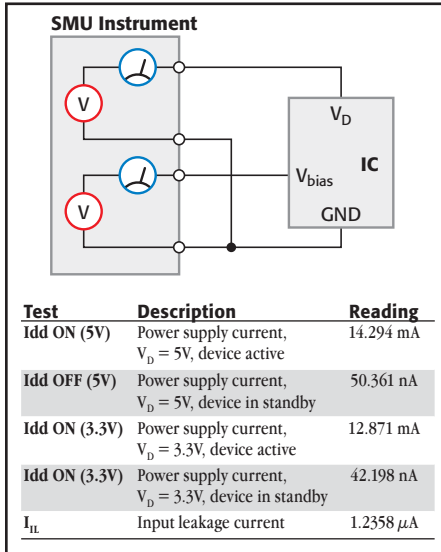 SMU Instrument
V
V_D
V
V_bias
IC
GND
Test Description Reading
Idd ON (5V) Power supply current, 14.294 mA
V_D = 5V, device active
Idd OFF (5V) Power supply current, 50.361 nA
V_D = 5V, device in standby
Idd ON (3.3V) Power supply current, 12.871 mA
V_D = 3.3V, device active
Idd ON (3.3V) Power supply current, 42.198 nA
V_D = 3.3V, device in standby
I_IL Input leakage current 1.2358 μA